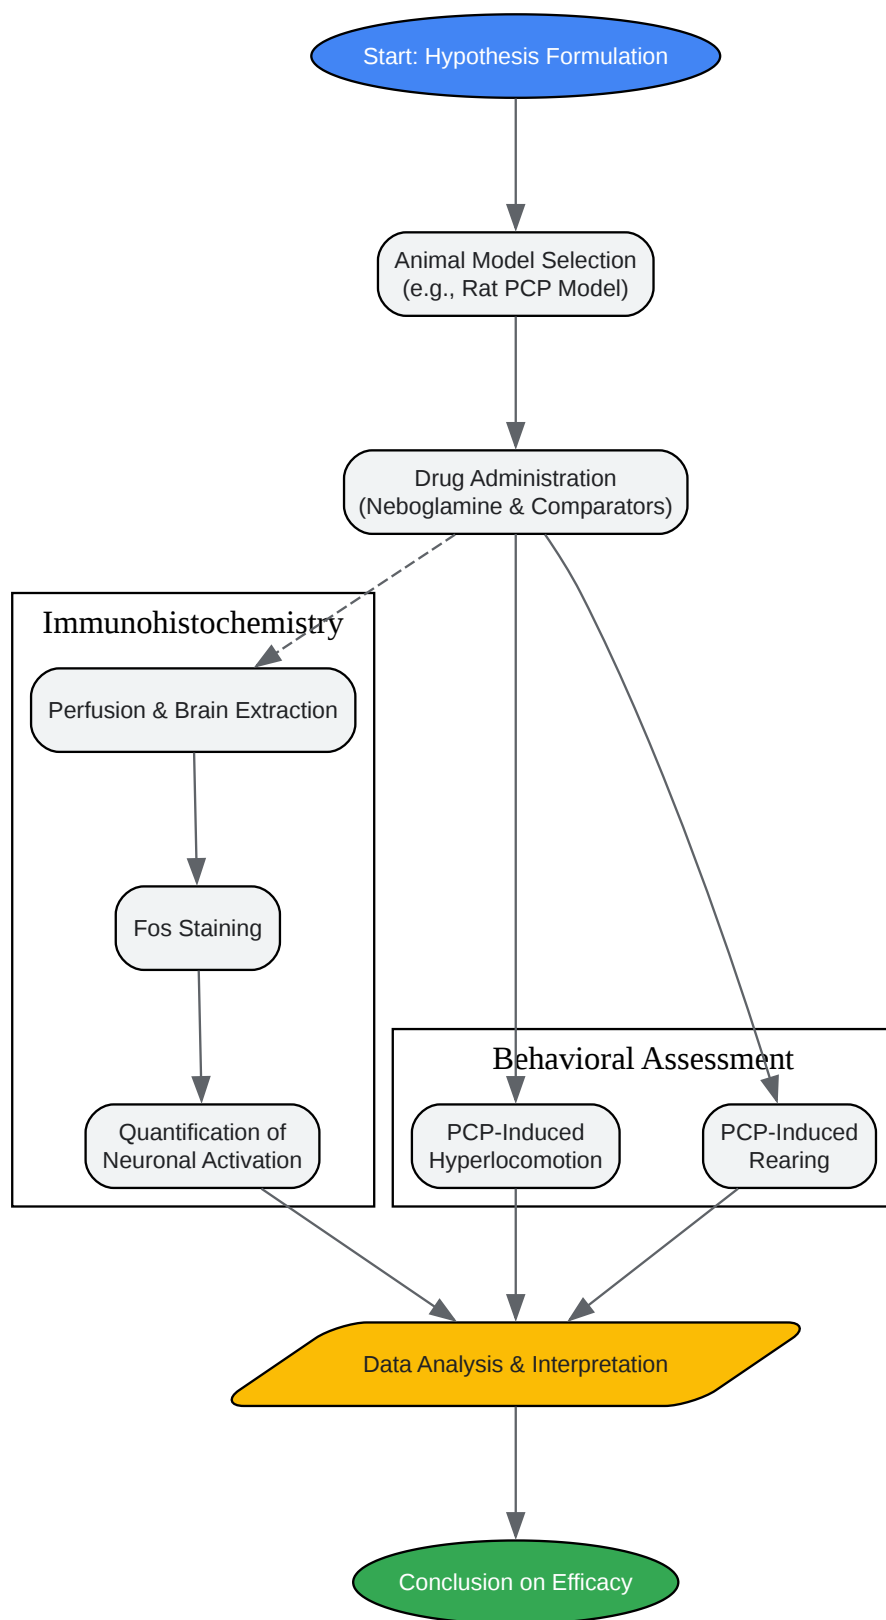 Start: Hypothesis Formulation
Animal Model Selection
(e.g., Rat PCP Model)
Drug Administration
(Neboglamine & Comparators)
Immunohistochemistry
Perfusion & Brain Extraction
Fos Staining
Quantification of
Neuronal Activation
Behavioral Assessment
PCP-Induced
Hyperlocomotion
PCP-Induced
Rearing
Data Analysis & Interpretation
Conclusion on Efficacy